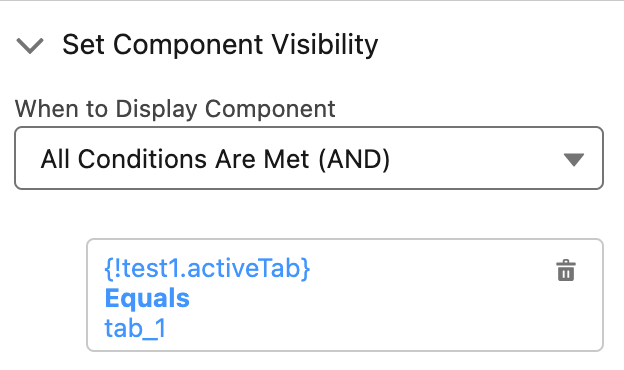 Set Component Visibility
When to Display Component
All Conditions Are Met (AND)
{!test1.activeTab}
Equals
tab_1